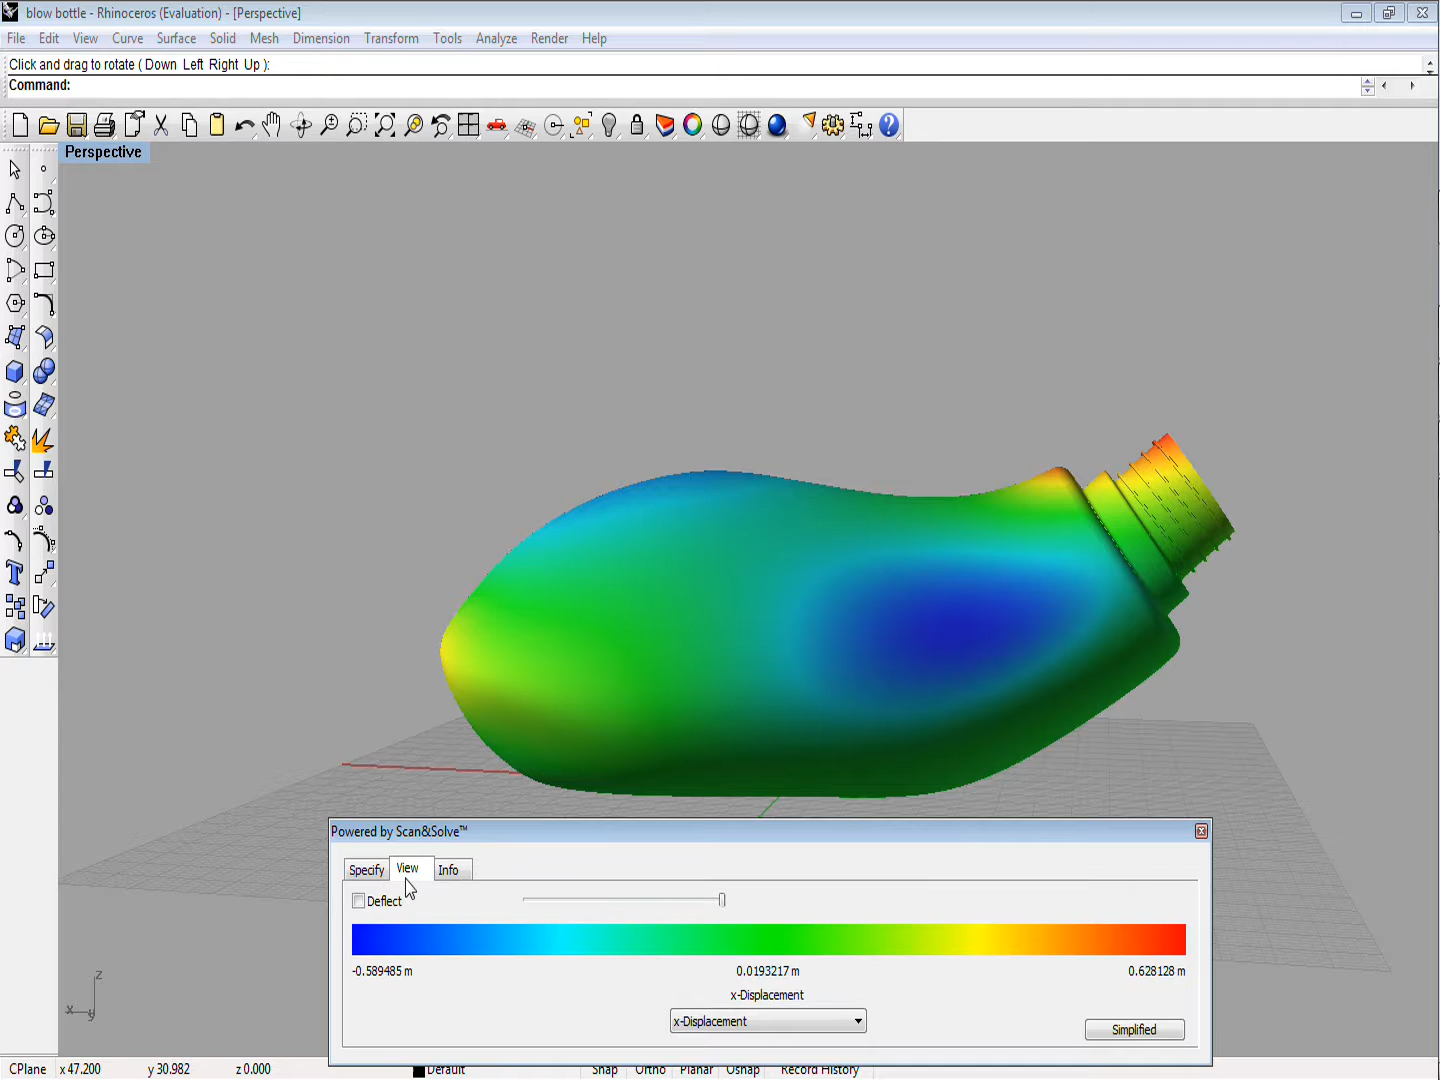 blow bottle - Rhinoceros (Evaluation) - [Perspective]
File Edit View Curve Surface Solid Mesh Dimension Transform Tools Analyze Render Help
Click and drag to rotate ( Down Left Right Up ):
Command:
Perspective
Powered by Scan&Solve™
Specify View Info
Deflect
-0.589485 m 0.0193217 m 0.628128 m
x-Displacement
x-Displacement
Simplified
z
x
y
CPlane x 47.200 y 30.982 z 0.000 Default Snap Ortho Planar Osnap Record History